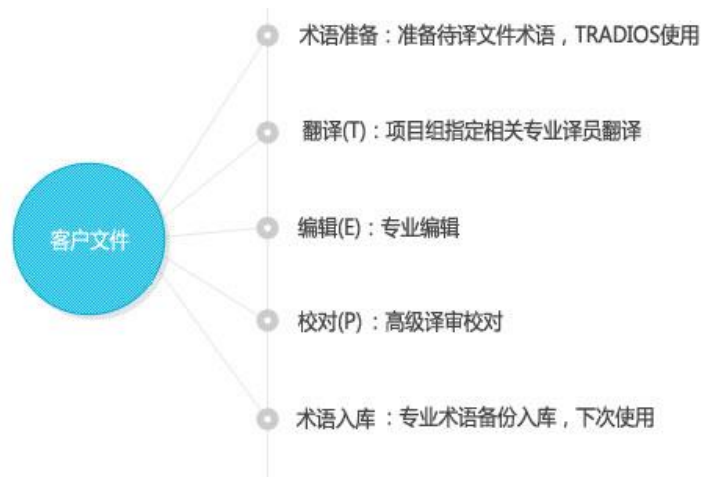 术语准备：准备待译文件术语，TRADIOS使用
翻译(T)：项目组指定相关专业译员翻译
客户文件
编辑(E)：专业编辑
校对(P)：高级译审校对
术语入库：专业术语备份入库，下次使用